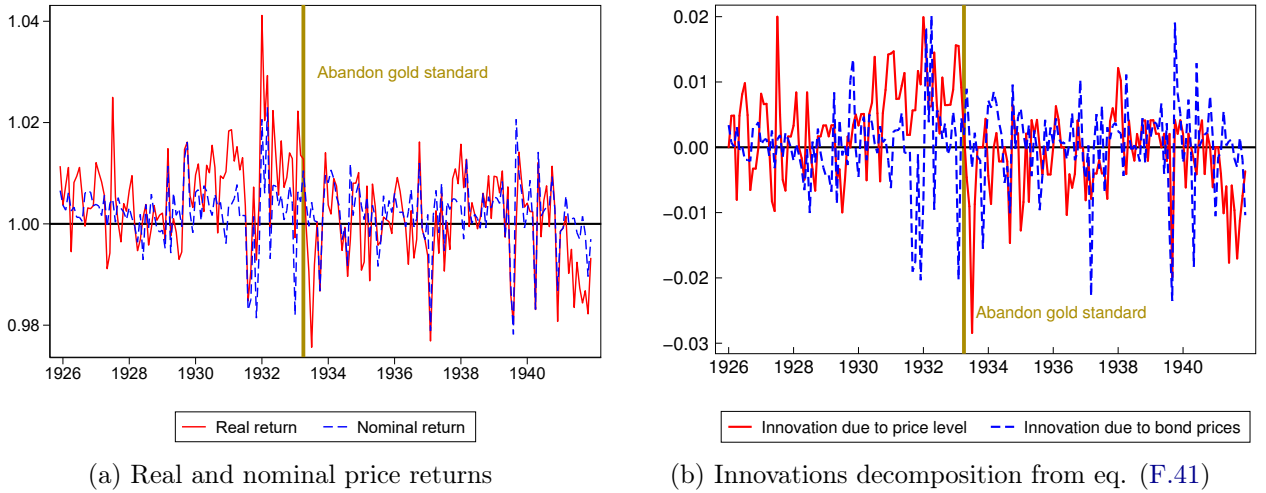 1.04
1.02
1.00
0.98
Abandon gold standard
1926 1928 1930 1932 1934 1936 1938 1940
Real return Nominal return
(a) Real and nominal price returns
0.02
0.01
0.00
−0.01
−0.02
−0.03
Abandon gold standard
1926 1928 1930 1932 1934 1936 1938 1940
Innovation due to price level Innovation due to bond prices
(b) Innovations decomposition from eq. (F.41)